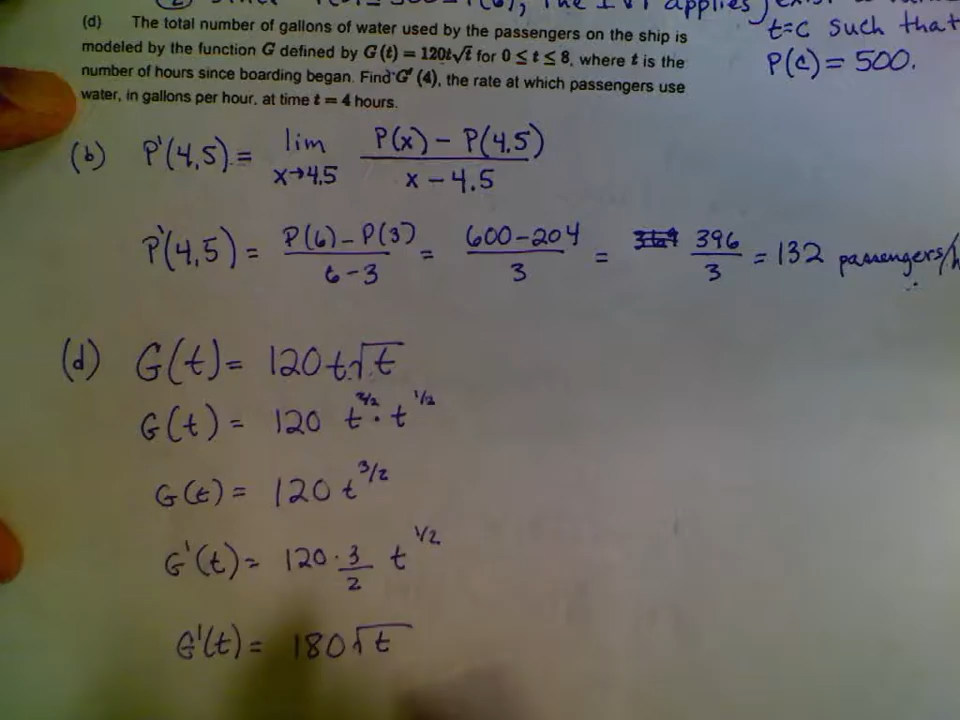 applies
t=c such that
P(c) = 500.
(d) The total number of gallons of water used by the passengers on the ship is
modeled by the function G defined by G(t) = 120t√t for 0 ≤ t ≤ 8, where t is the
number of hours since boarding began. Find G′ (4), the rate at which passengers use
water, in gallons per hour, at time t = 4 hours.
(b) P'(4,5) = lim x→4.5 P(x) - P(4.5) / x - 4.5
P'(4,5) = P(6) - P(3) / 6 - 3 = 600 - 204 / 3 = 396 / 3 = 132 passengers/h
(d) G(t) = 120 t√t
G(t) = 120 t^2/2 · t^1/2
G(t) = 120 t^3/2
G'(t) = 120 · 3/2 t^1/2
G'(t) = 180√t